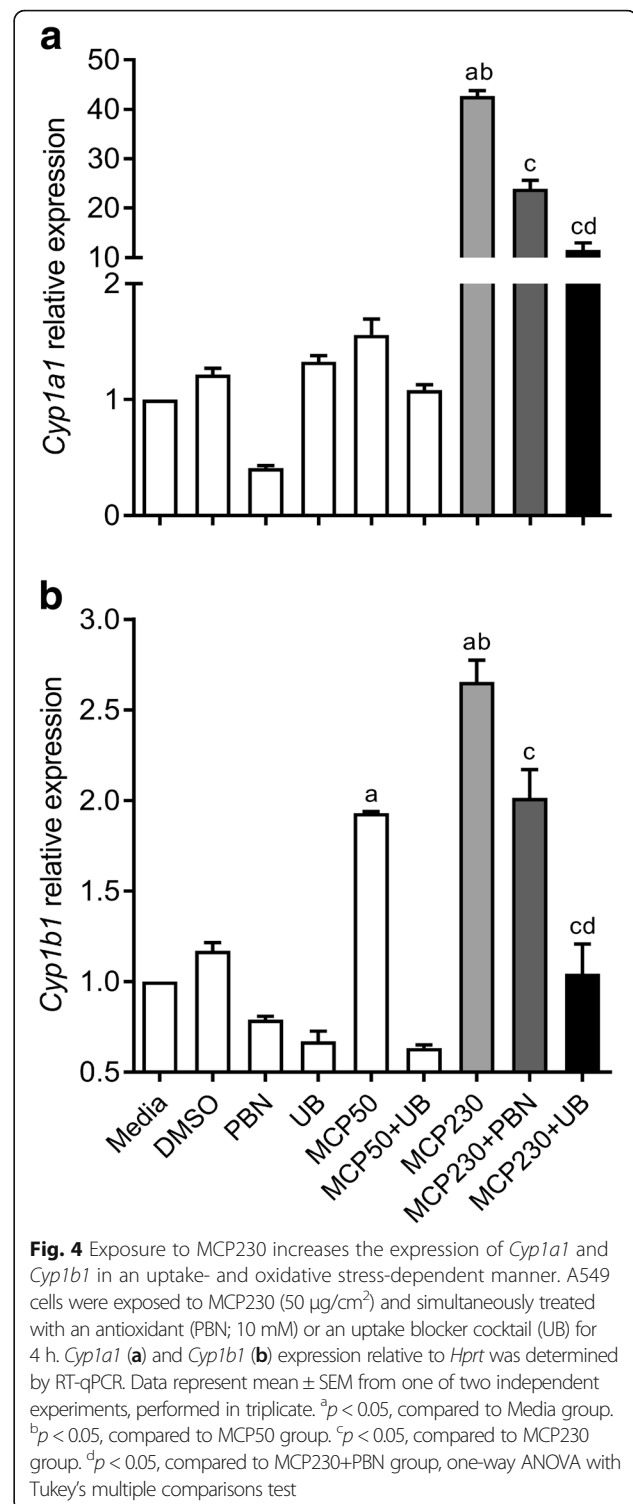 a
50
40
30
20
10
2
1
0
Cyp1a1 relative expression
ab
c
cd
b
3.0
2.5
2.0
1.5
1.0
0.5
Cyp1b1 relative expression
a
ab
c
cd
Media
DMSO
PBN
UB
MCP50
MCP50+UB
MCP230
MCP230+PBN
MCP230+UB
Fig. 4 Exposure to MCP230 increases the expression of Cyp1a1 and
Cyp1b1 in an uptake- and oxidative stress-dependent manner. A549
cells were exposed to MCP230 (50 μg/cm²) and simultaneously treated
with an antioxidant (PBN; 10 mM) or an uptake blocker cocktail (UB) for
4 h. Cyp1a1 (a) and Cyp1b1 (b) expression relative to Hprt was determined
by RT-qPCR. Data represent mean ± SEM from one of two independent
experiments, performed in triplicate. ᵃp < 0.05, compared to Media group.
ᵇp < 0.05, compared to MCP50 group. ᶜp < 0.05, compared to MCP230
group. ᵈp < 0.05, compared to MCP230+PBN group, one-way ANOVA with
Tukey's multiple comparisons test